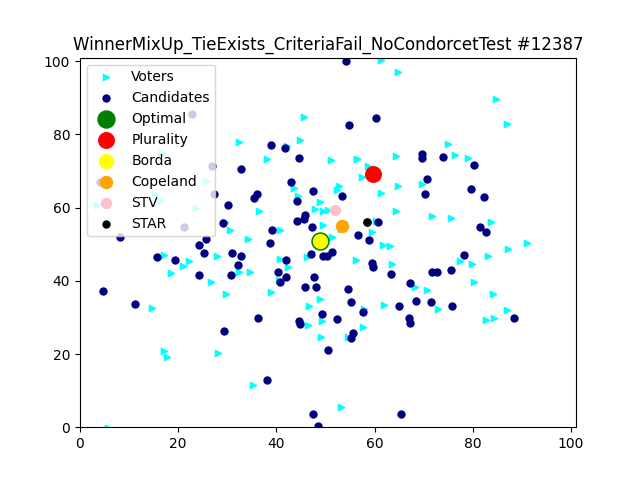 WinnerMixUp_TieExists_CriteriaFail_NoCondorcetTest #12387
Voters
Candidates
Optimal
Plurality
Borda
Copeland
STV
STAR
100
80
60
40
20
0
0 20 40 60 80 100